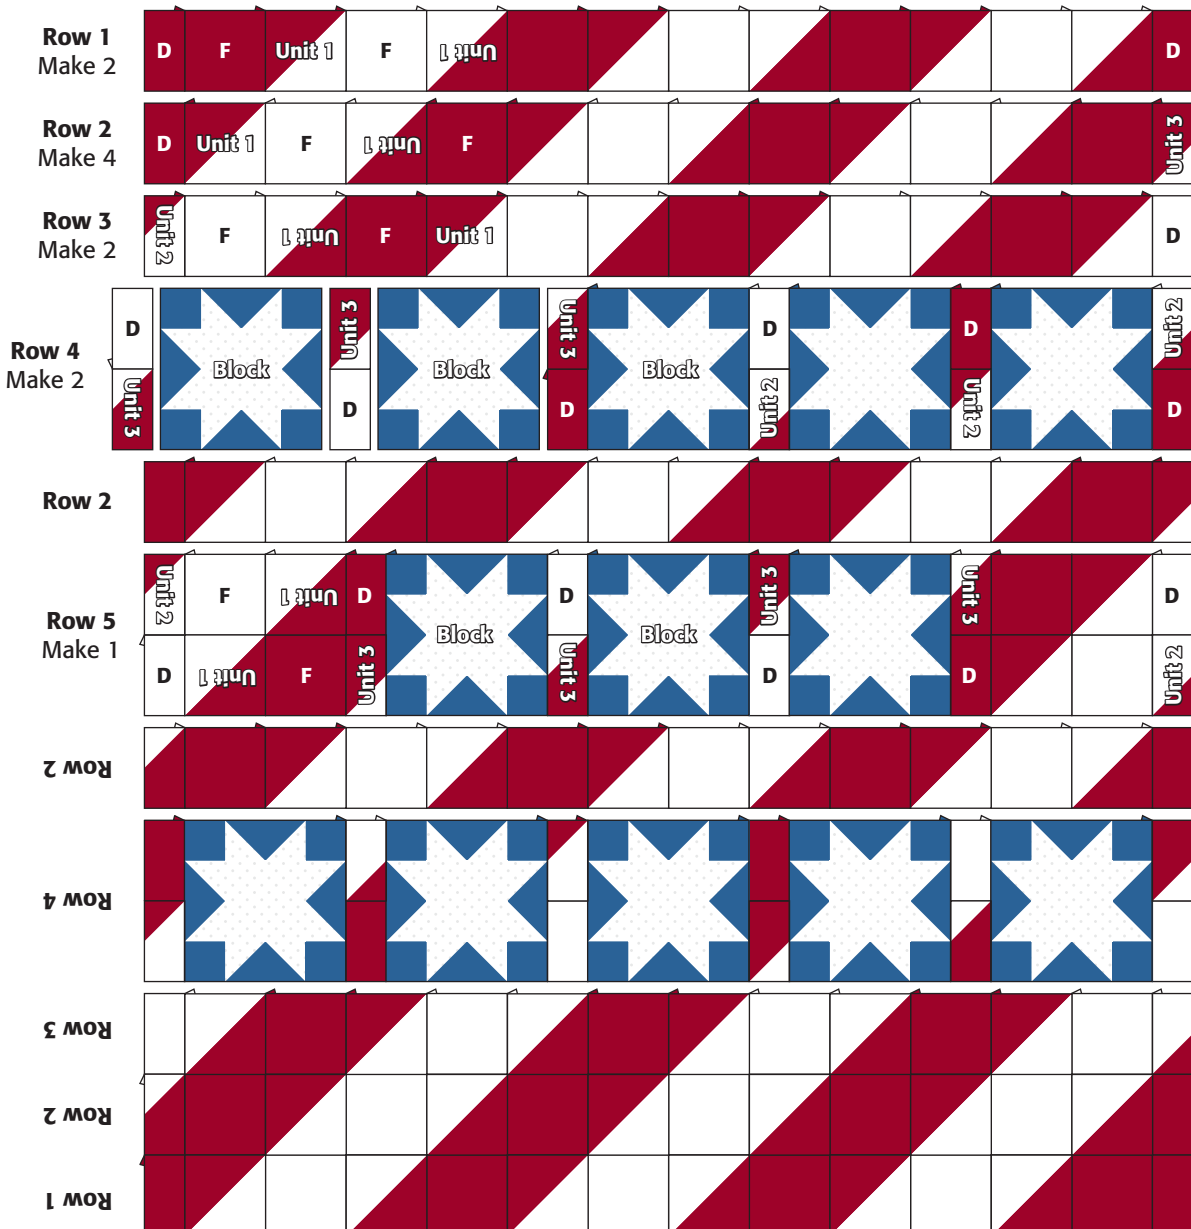 Row 1
Make 2
D F Unit 1 F Unit 1 D
Row 2
Make 4
D Unit 1 F Unit 1 F Unit 3
Row 3
Make 2
Unit 2 F Unit 1 F Unit 1 D
Row 4
Make 2
D Unit 3 Unit 3 D D Unit 2
Block Block Block
Unit 3 D D Unit 2 Unit 2 D
Row 2
Row 5
Make 1
Unit 2 F Unit 1 D D Unit 3 Unit 3 D
Block Block
D Unit 1 F Unit 3 Unit 3 D D Unit 2
Row 2
Row 4
Row 3
Row 2
Row 1